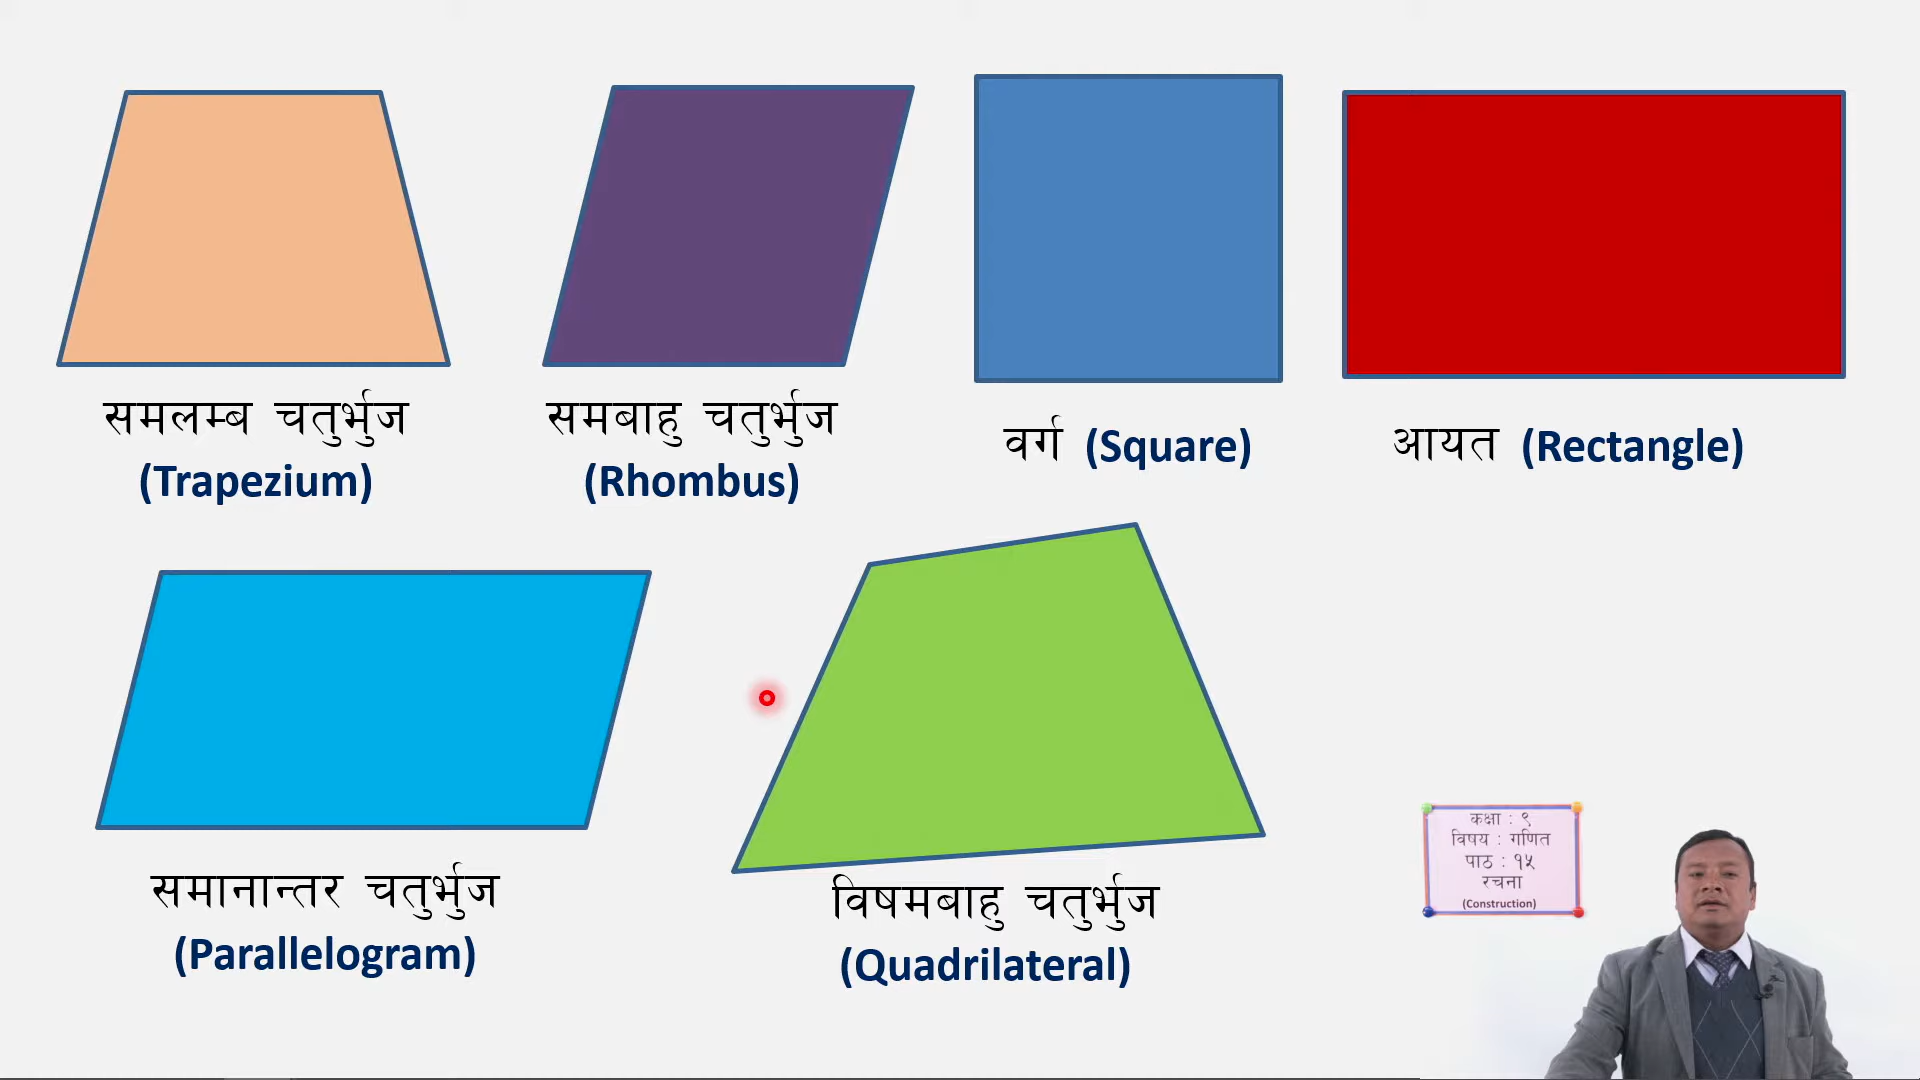 समलम्ब चतुर्भुज
(Trapezium)
समबाहु चतुर्भुज
(Rhombus)
वर्ग (Square)
आयत (Rectangle)
समानान्तर चतुर्भुज
(Parallelogram)
विषमबाहु चतुर्भुज
(Quadrilateral)
कक्षा : ९
विषय : गणित
पाठ : १५
रचना
(Construction)